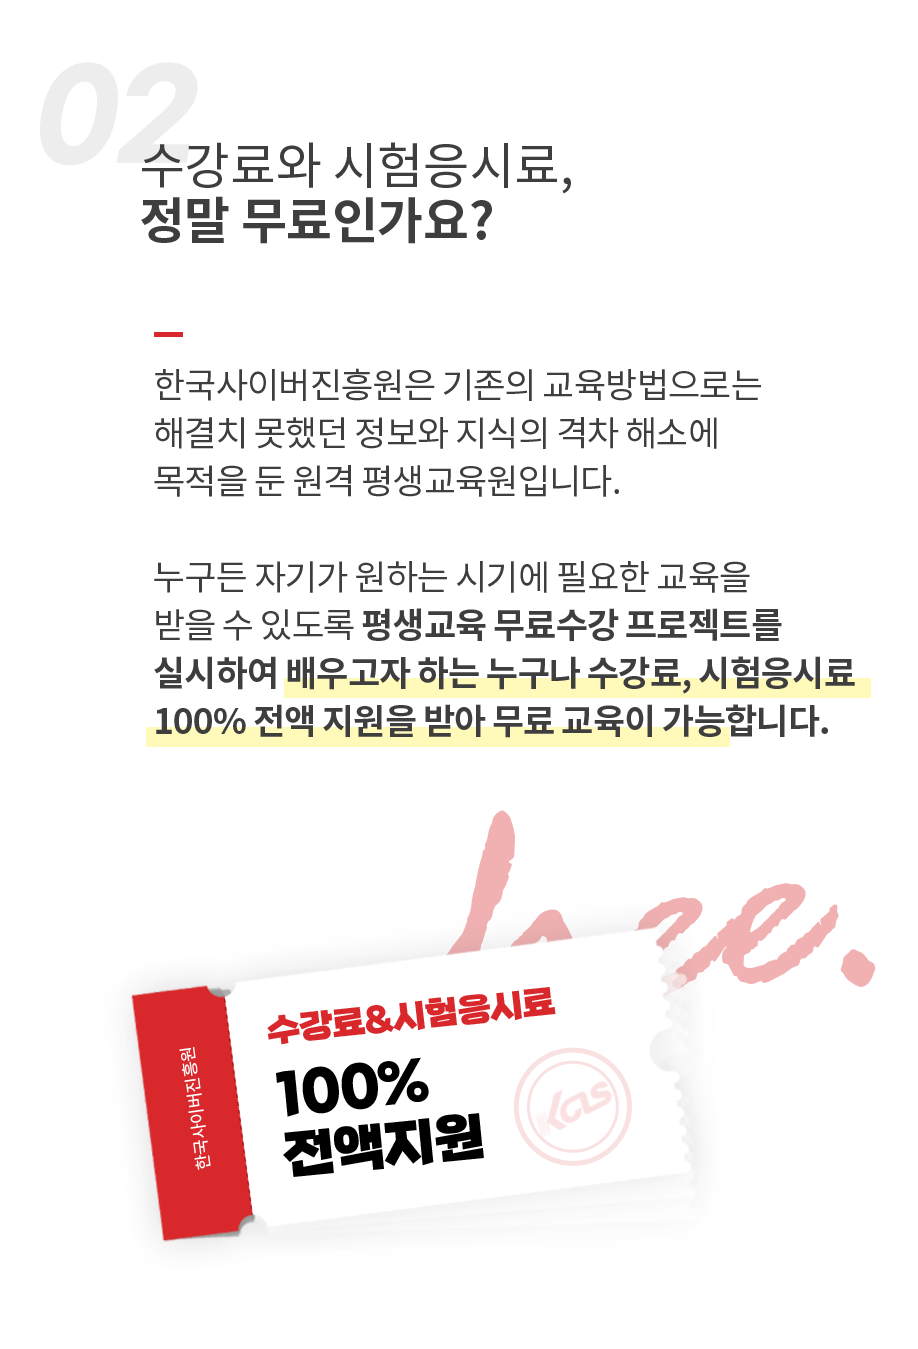 02
수강료와 시험응시료,
정말 무료인가요?
한국사이버진흥원은 기존의 교육방법으로는
해결치 못했던 정보와 지식의 격차 해소에
목적을 둔 원격 평생교육원입니다.
누구든 자기가 원하는 시기에 필요한 교육을
받을 수 있도록 평생교육 무료수강 프로젝트를
실시하여 배우고자 하는 누구나 수강료, 시험응시료
100% 전액 지원을 받아 무료 교육이 가능합니다.
free.
한국사이버진흥원
수강료&시험응시료
100%
전액지원
KCLS